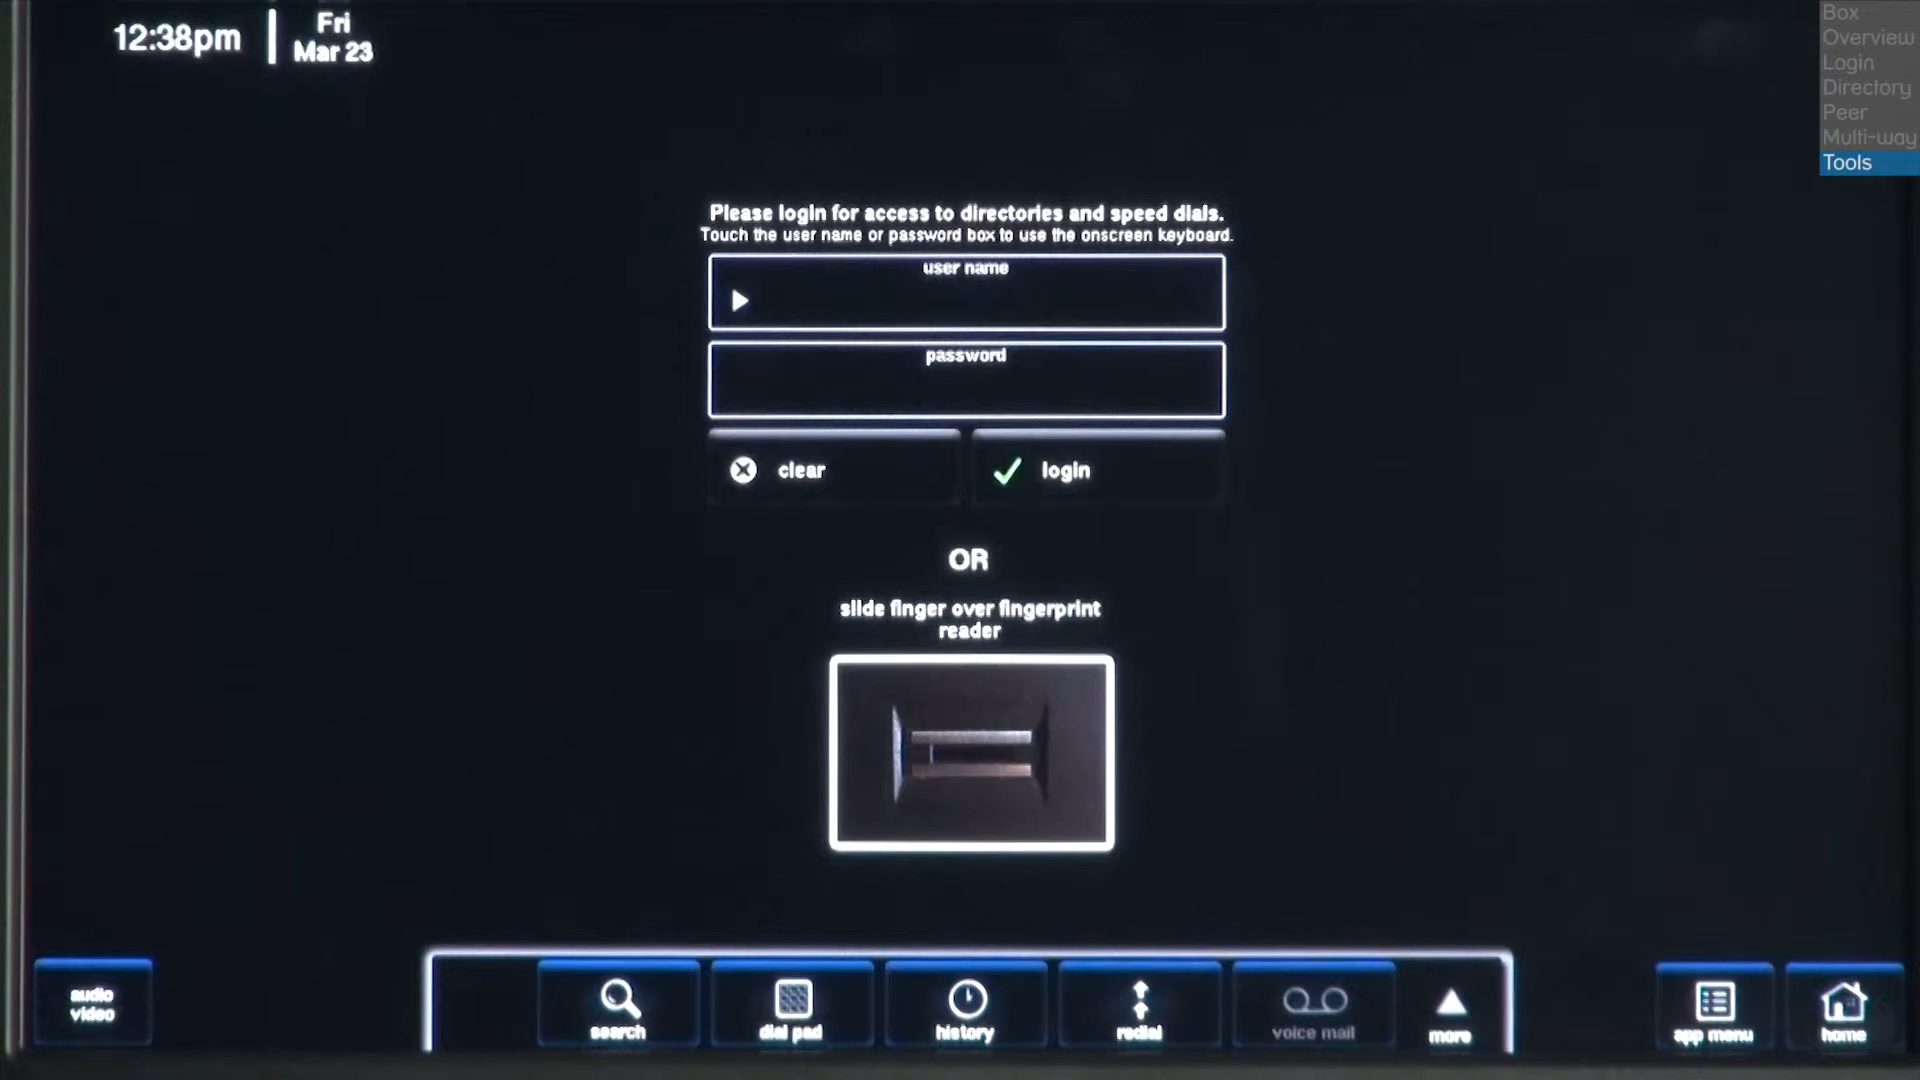 12:38pm
Fri
Mar 23
Box
Overview
Login
Directory
Peer
Multi-way
Tools
Please login for access to directories and speed dials.
Touch the user name or password box to use the onscreen keyboard.
user name
password
clear
login
OR
slide finger over fingerprint
reader
audio
video
search
dial pad
history
redial
voice mail
more
app menu
home